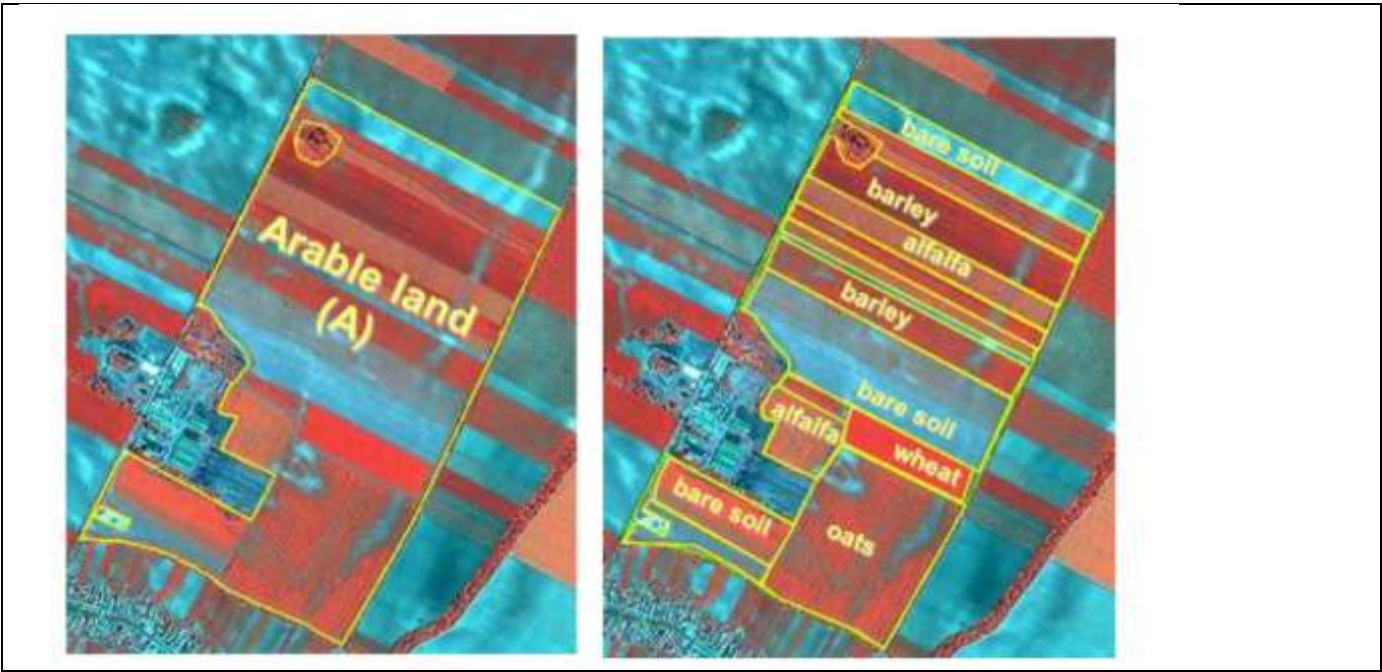 Arable land
(A)
bare soil
barley
alfalfa
barley
bare soil
alfalfa
wheat
bare soil
oats